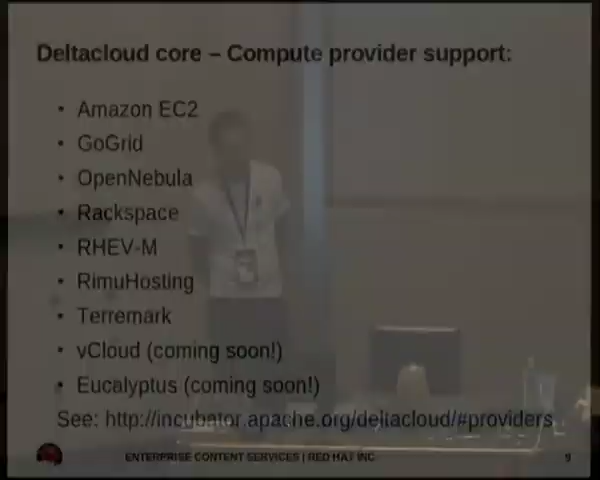 Deltacloud core – Compute provider support:
• Amazon EC2
• GoGrid
• OpenNebula
• Rackspace
• RHEV-M
• RimuHosting
• Terremark
• vCloud (coming soon!)
• Eucalyptus (coming soon!)
See: http://incubator.apache.org/deltacloud/#providers
ENTERPRISE CONTENT SERVICES | RED HAT INC
9